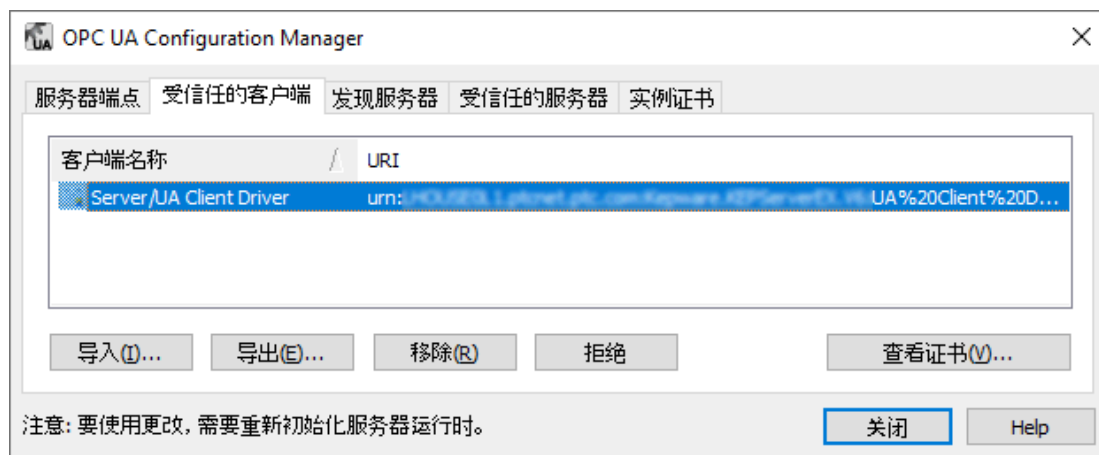 OPC UA Configuration Manager
服务器端点 受信任的客户端 发现服务器 受信任的服务器 实例证书
客户端名称 URI
Server/UA Client Driver urn: UA%20Client%20D...
导入(I)... 导出(E)... 移除(R) 拒绝 查看证书(V)...
注意: 要使用更改, 需要重新初始化服务器运行时。 关闭 Help